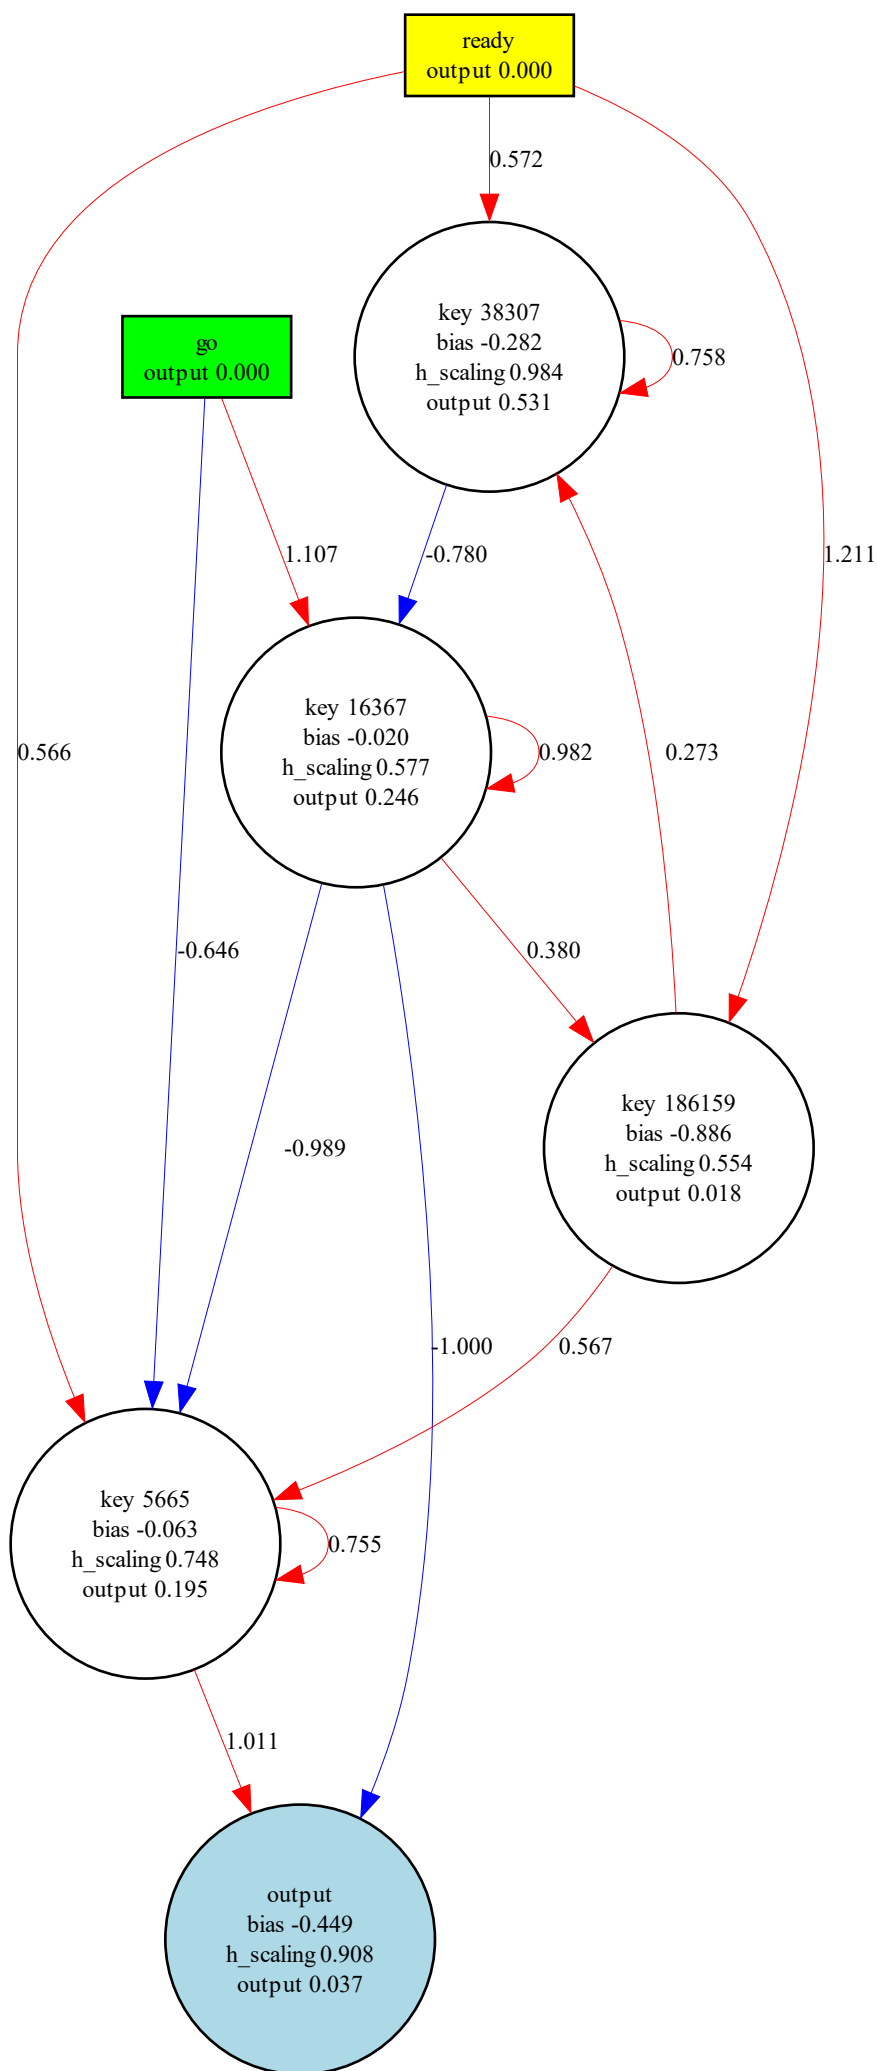 ready
output 0.000
0.572
key 38307
bias -0.282
h_scaling 0.984
output 0.531
0.758
go
output 0.000
1.107
-0.780
1.211
key 16367
bias -0.020
h_scaling 0.577
output 0.246
0.566
0.982
0.273
-0.646
0.380
key 186159
bias -0.886
h_scaling 0.554
output 0.018
-0.989
-1.000
0.567
key 5665
bias -0.063
h_scaling 0.748
output 0.195
0.755
1.011
output
bias -0.449
h_scaling 0.908
output 0.037